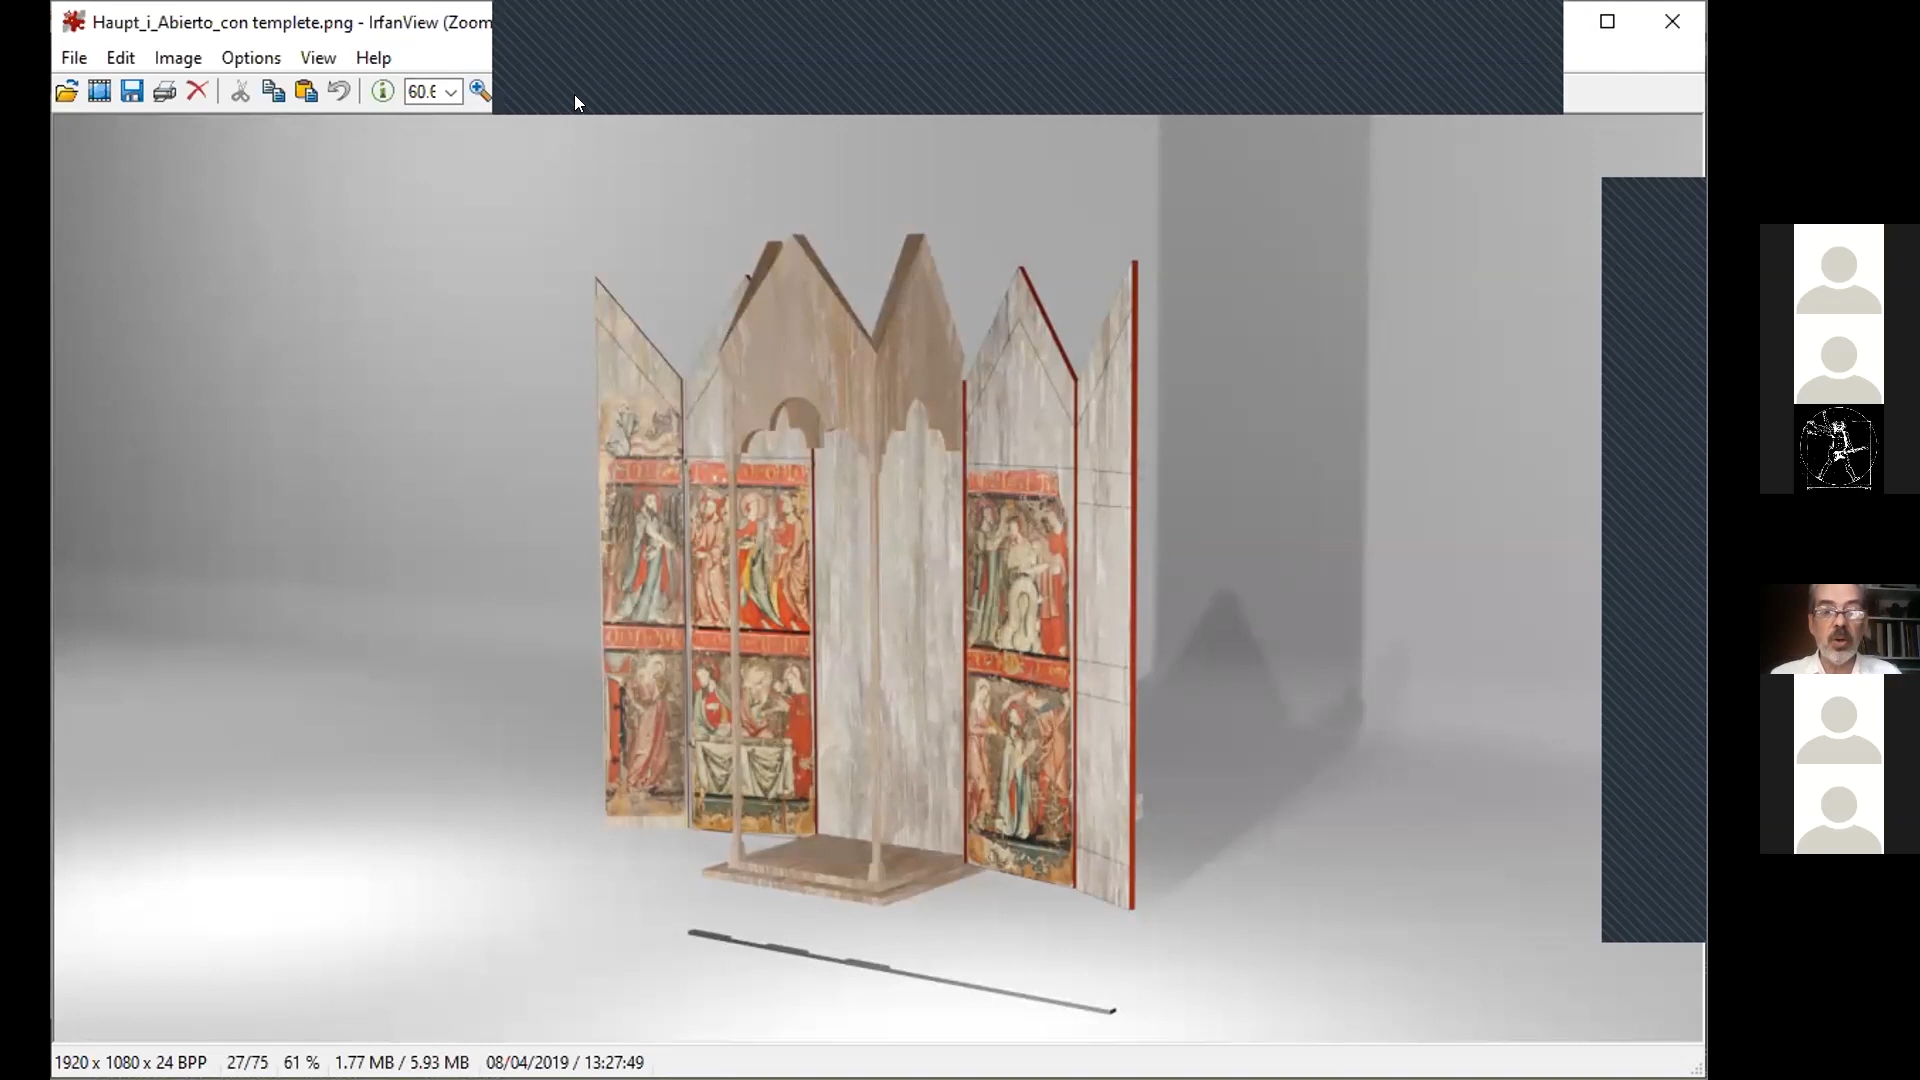 Haupt_i_Abierto_con templete.png - IrfanView (Zoom
File Edit Image Options View Help
60.6
1920 x 1080 x 24 BPP 27/75 61 % 1.77 MB / 5.93 MB 08/04/2019 / 13:27:49